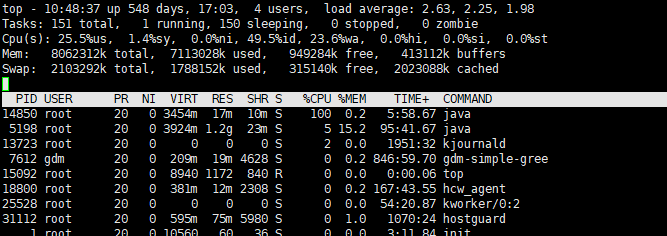 top - 10:48:37 up 548 days, 17:03,  4 users,  load average: 2.63, 2.25, 1.98
Tasks: 151 total,   1 running, 150 sleeping,   0 stopped,   0 zombie
Cpu(s): 25.5%us,  1.4%sy,  0.0%ni, 49.5%id, 23.6%wa,  0.0%hi,  0.0%si,  0.0%st
Mem:   8062312k total,  7113028k used,   949284k free,   413112k buffers
Swap:  2103292k total,  1788152k used,   315140k free,  2023088k cached
PID USER      PR  NI  VIRT  RES  SHR S   %CPU %MEM    TIME+  COMMAND
14850 root      20   0 3454m  17m  10m S    100  0.2   5:58.67 java
5198 root      20   0 3924m 1.2g  23m S      5 15.2  95:41.67 java
13723 root      20   0     0    0    0 S      2  0.0   1951:32 kjournald
7612 gdm       20   0  209m  19m 4628 S      0  0.2 846:59.70 gdm-simple-gree
15092 root      20   0  8940 1172  840 R      0  0.0   0:00.06 top
18800 root      20   0  381m  12m 2308 S      0  0.2 167:43.55 hcw_agent
25528 root      20   0     0    0    0 S      0  0.0  54:20.87 kworker/0:2
31112 root      20   0  595m  75m 5980 S      0  1.0   1070:24 hostguard
1 root      20   0 10560   60   36 S      0  0.0   3:11.84 init